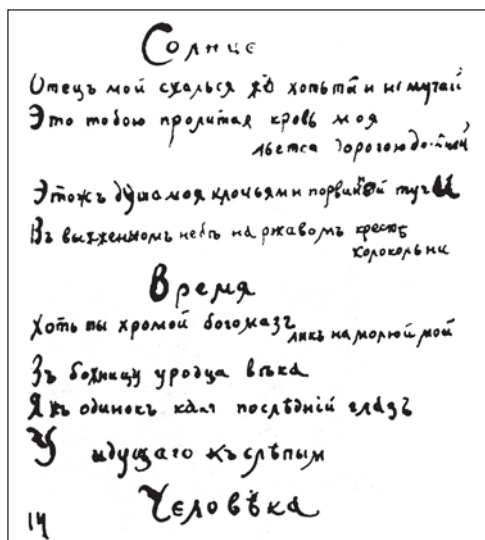 Солнце
Отецъ мой сжалься хоть ты и не мучай
Это тобою пролитая кровь моя
льется дорогою дольней
Этожъ душа моя клочьями порванной тучи
Въ выжженномъ небѣ на ржавомъ крестѣ
колокольни
Время
Хоть ты хромой богомазъ ликъ намолюй мой
Въ божницу уродца вѣка
Я одинокъ какъ послѣдній глазъ
У идущаго къ слѣпымъ
Человѣка
14